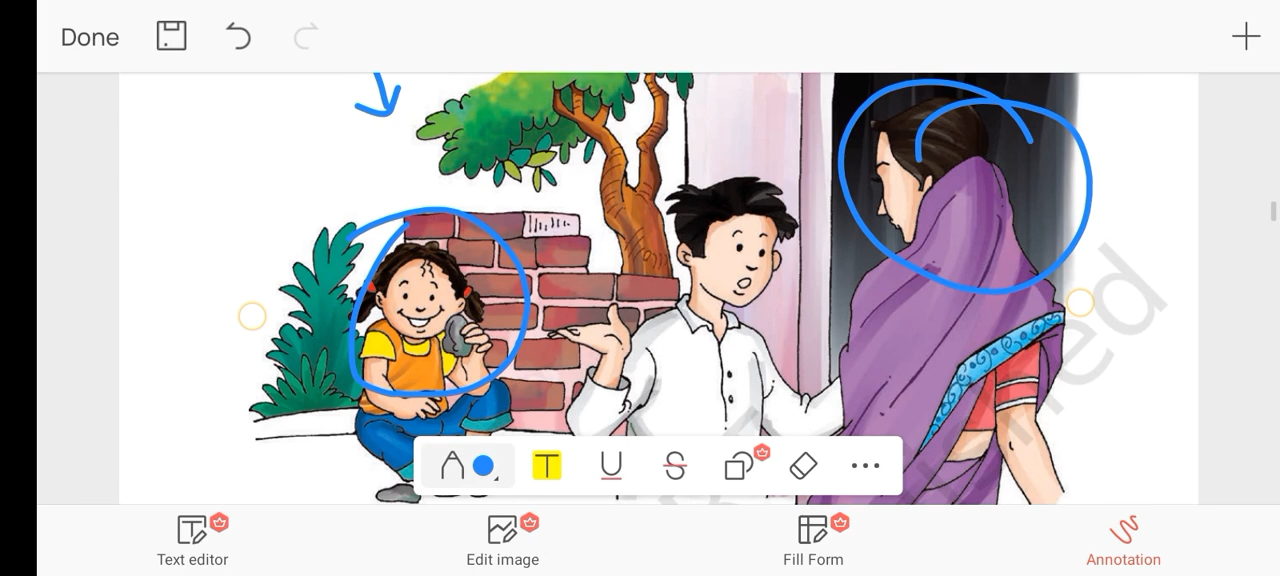 Done
T
U
S
Text editor
Edit image
Fill Form
Annotation